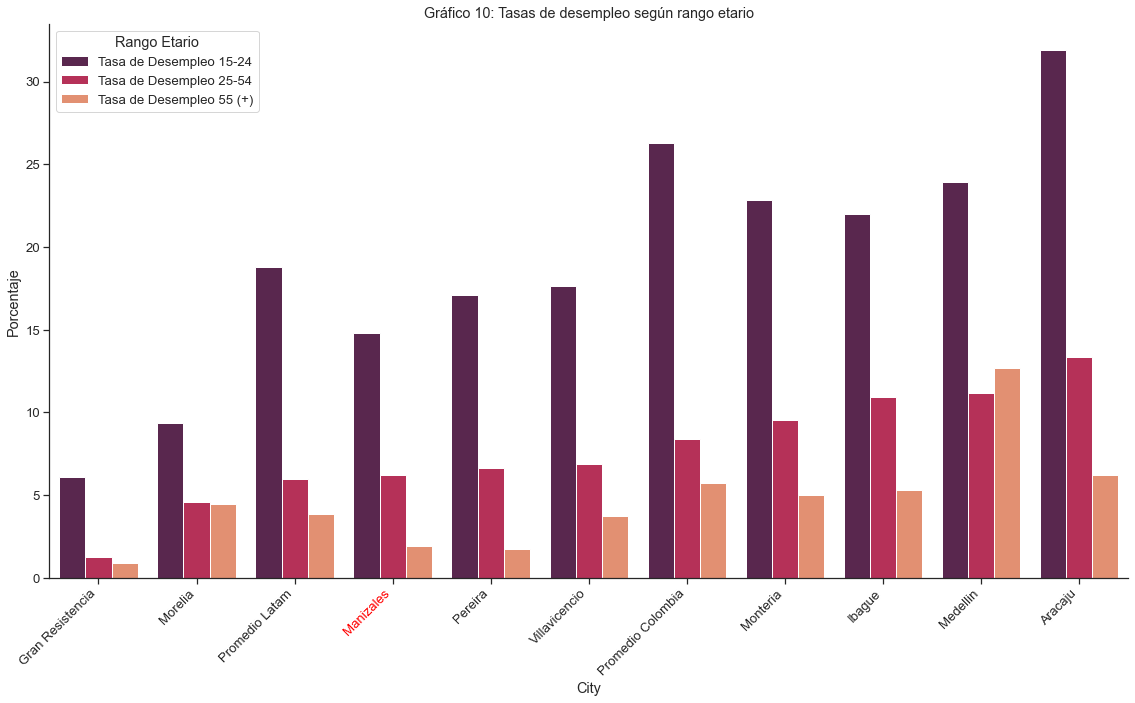 Gráfico 10: Tasas de desempleo según rango etario
Rango Etario
Tasa de Desempleo 15-24
Tasa de Desempleo 25-54
Tasa de Desempleo 55 (+)
Porcentaje
30
25
20
15
10
5
0
Gran Resistencia
Morelia
Promedio Latam
Manizales
Pereira
Villavicencio
Promedio Colombia
Monteria
Ibague
Medellin
Aracaju
City